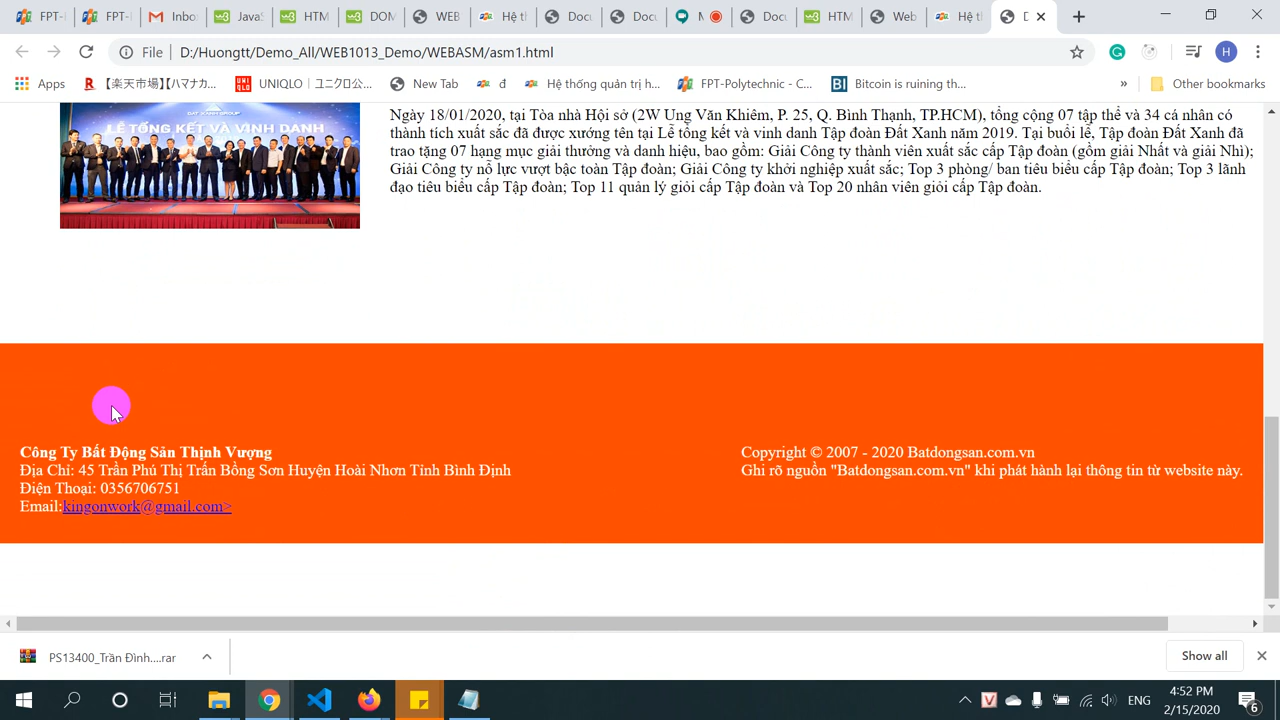 FPT-I
FPT-I
Inbo
Java
HTM
DOM
WEB
Hệ th
Docu
Docu
M
Docu
HTM
Web
Hệ t
D
File
D:/Huongtt/Demo_All/WEB1013_Demo/WEBASM/asm1.html
H
Apps
【楽天市場】【ハマナカ...
UNIQLO｜ユニクロ公...
New Tab
đ
Hệ thống quản trị h...
FPT-Polytechnic - C...
BI
Bitcoin is ruining th...
»
Other bookmarks
ĐẤT XANH GROUP
LỄ TỔNG KẾT VÀ VINH DANH
Ngày 18/01/2020, tại Tòa nhà Hội sở (2W Ung Văn Khiêm, P. 25, Q. Bình Thạnh, TP.HCM), tổng cộng 07 tập thể và 34 cá nhân có
thành tích xuất sắc đã được xướng tên tại Lễ tổng kết và vinh danh Tập đoàn Đất Xanh năm 2019. Tại buổi lễ, Tập đoàn Đất Xanh đã
trao tặng 07 hạng mục giải thưởng và danh hiệu, bao gồm: Giải Công ty thành viên xuất sắc cấp Tập đoàn (gồm giải Nhất và giải Nhì);
Giải Công ty nỗ lực vượt bậc toàn Tập đoàn; Giải Công ty khởi nghiệp xuất sắc; Top 3 phòng/ ban tiêu biểu cấp Tập đoàn; Top 3 lãnh
đạo tiêu biểu cấp Tập đoàn; Top 11 quản lý giỏi cấp Tập đoàn và Top 20 nhân viên giỏi cấp Tập đoàn.
Công Ty Bất Động Sản Thịnh Vượng
Địa Chỉ: 45 Trần Phú Thị Trấn Bồng Sơn Huyện Hoài Nhơn Tỉnh Bình Định
Điện Thoại: 0356706751
Email:kingonwork@gmail.com>
Copyright © 2007 - 2020 Batdongsan.com.vn
Ghi rõ nguồn "Batdongsan.com.vn" khi phát hành lại thông tin từ website này.
PS13400_Trần Đình....rar
Show all
ENG
4:52 PM
2/15/2020
6